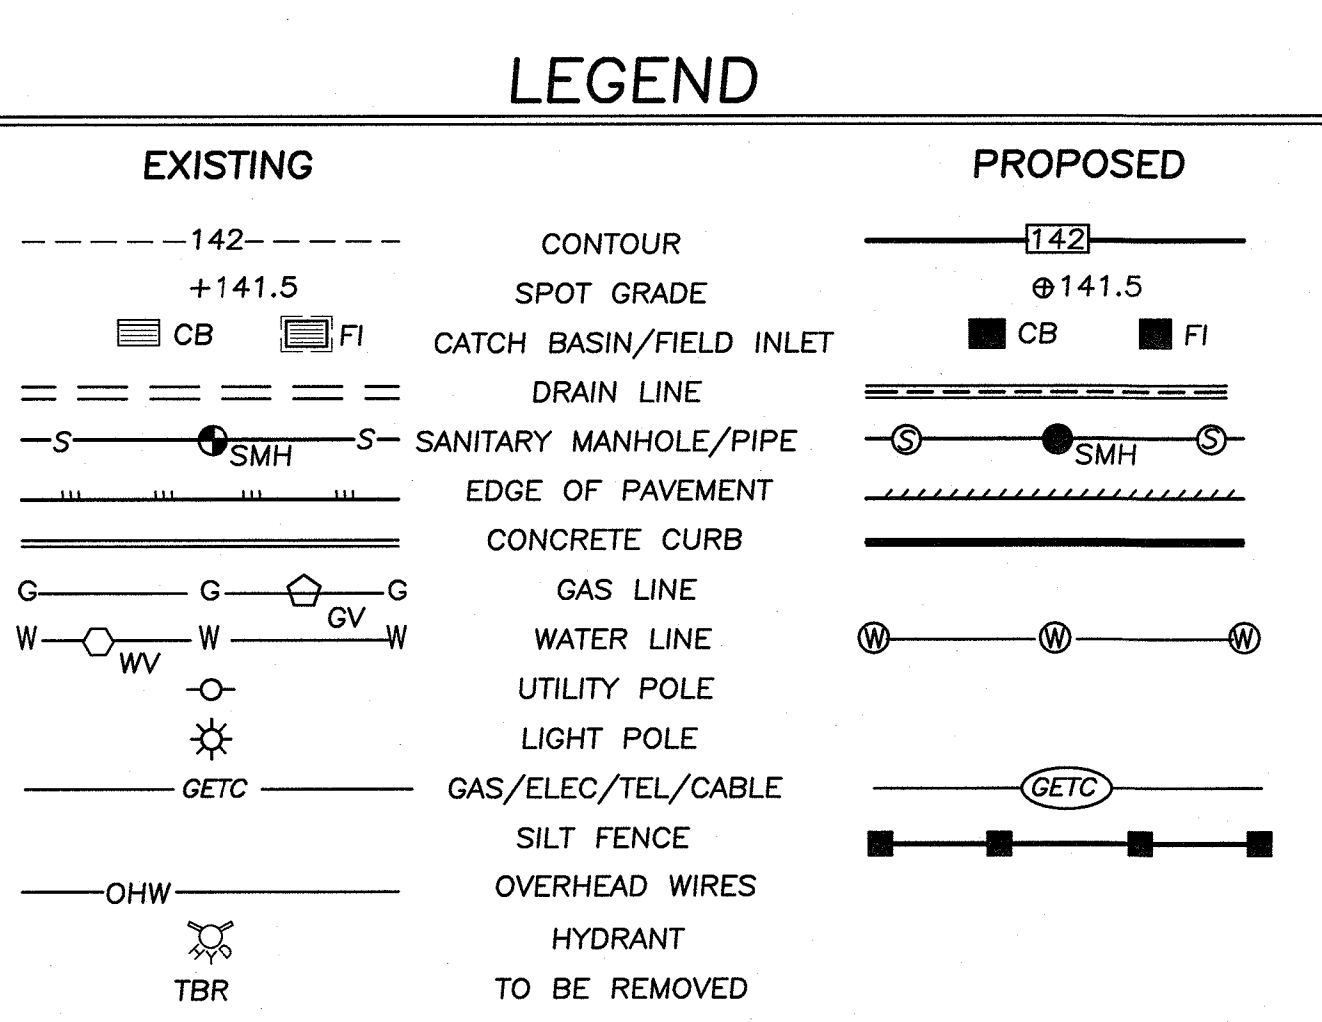 LEGEND
EXISTING PROPOSED
142 CONTOUR 142
+141.5 SPOT GRADE ⊕141.5
CB FI CATCH BASIN/FIELD INLET CB FI
DRAIN LINE
S S SANITARY MANHOLE/PIPE S S
SMH SMH
EDGE OF PAVEMENT
CONCRETE CURB
G G G GAS LINE
GV
W W W WATER LINE W W W
WV
UTILITY POLE
LIGHT POLE
GETC GAS/ELEC/TEL/CABLE GETC
SILT FENCE
OHW OVERHEAD WIRES
HYD HYDRANT
TBR TO BE REMOVED